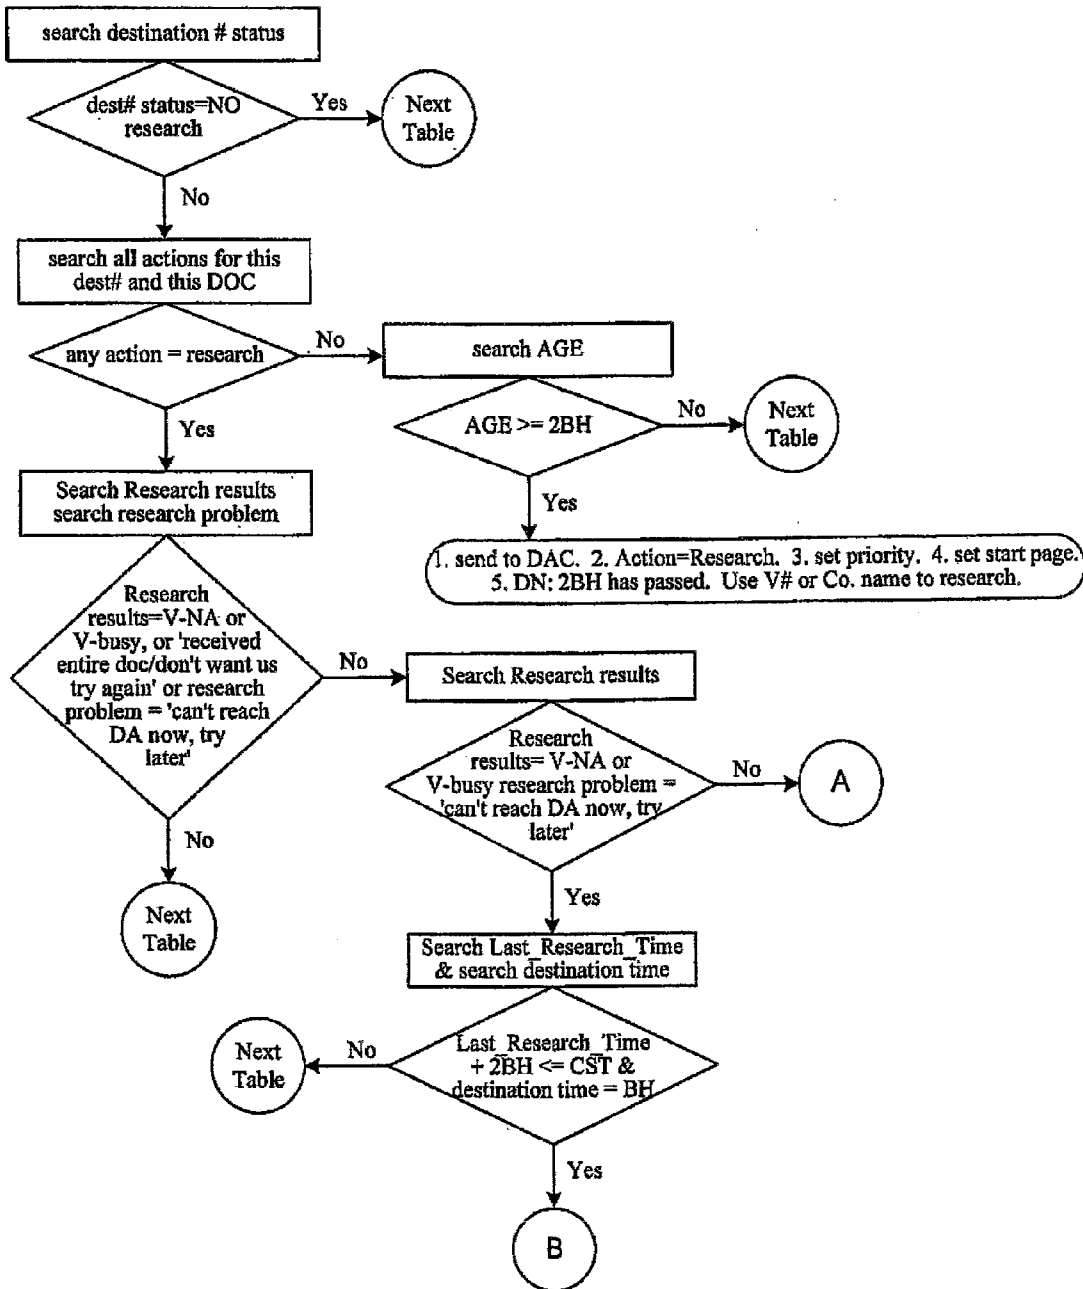 search destination # status
dest# status=NO
research
Yes
Next
Table
No
search all actions for this
dest# and this DOC
any action = research
No
search AGE
AGE >= 2BH
No
Next
Table
Yes
Yes
1. send to DAC. 2. Action=Research. 3. set priority. 4. set start page.
5. DN: 2BH has passed. Use V# or Co. name to research.
Search Research results
search research problem
Research
results=V-NA or
V-busy, or 'received
entire doc/don't want us
try again' or research
problem = 'can't reach
DA now, try
later'
No
Search Research results
Research
results= V-NA or
V-busy research problem =
'can't reach DA now, try
later'
No
A
No
Next
Table
Yes
Search Last_Research_Time
& search destination time
Last_Research_Time
+ 2BH <= CST &
destination time = BH
No
Next
Table
Yes
B